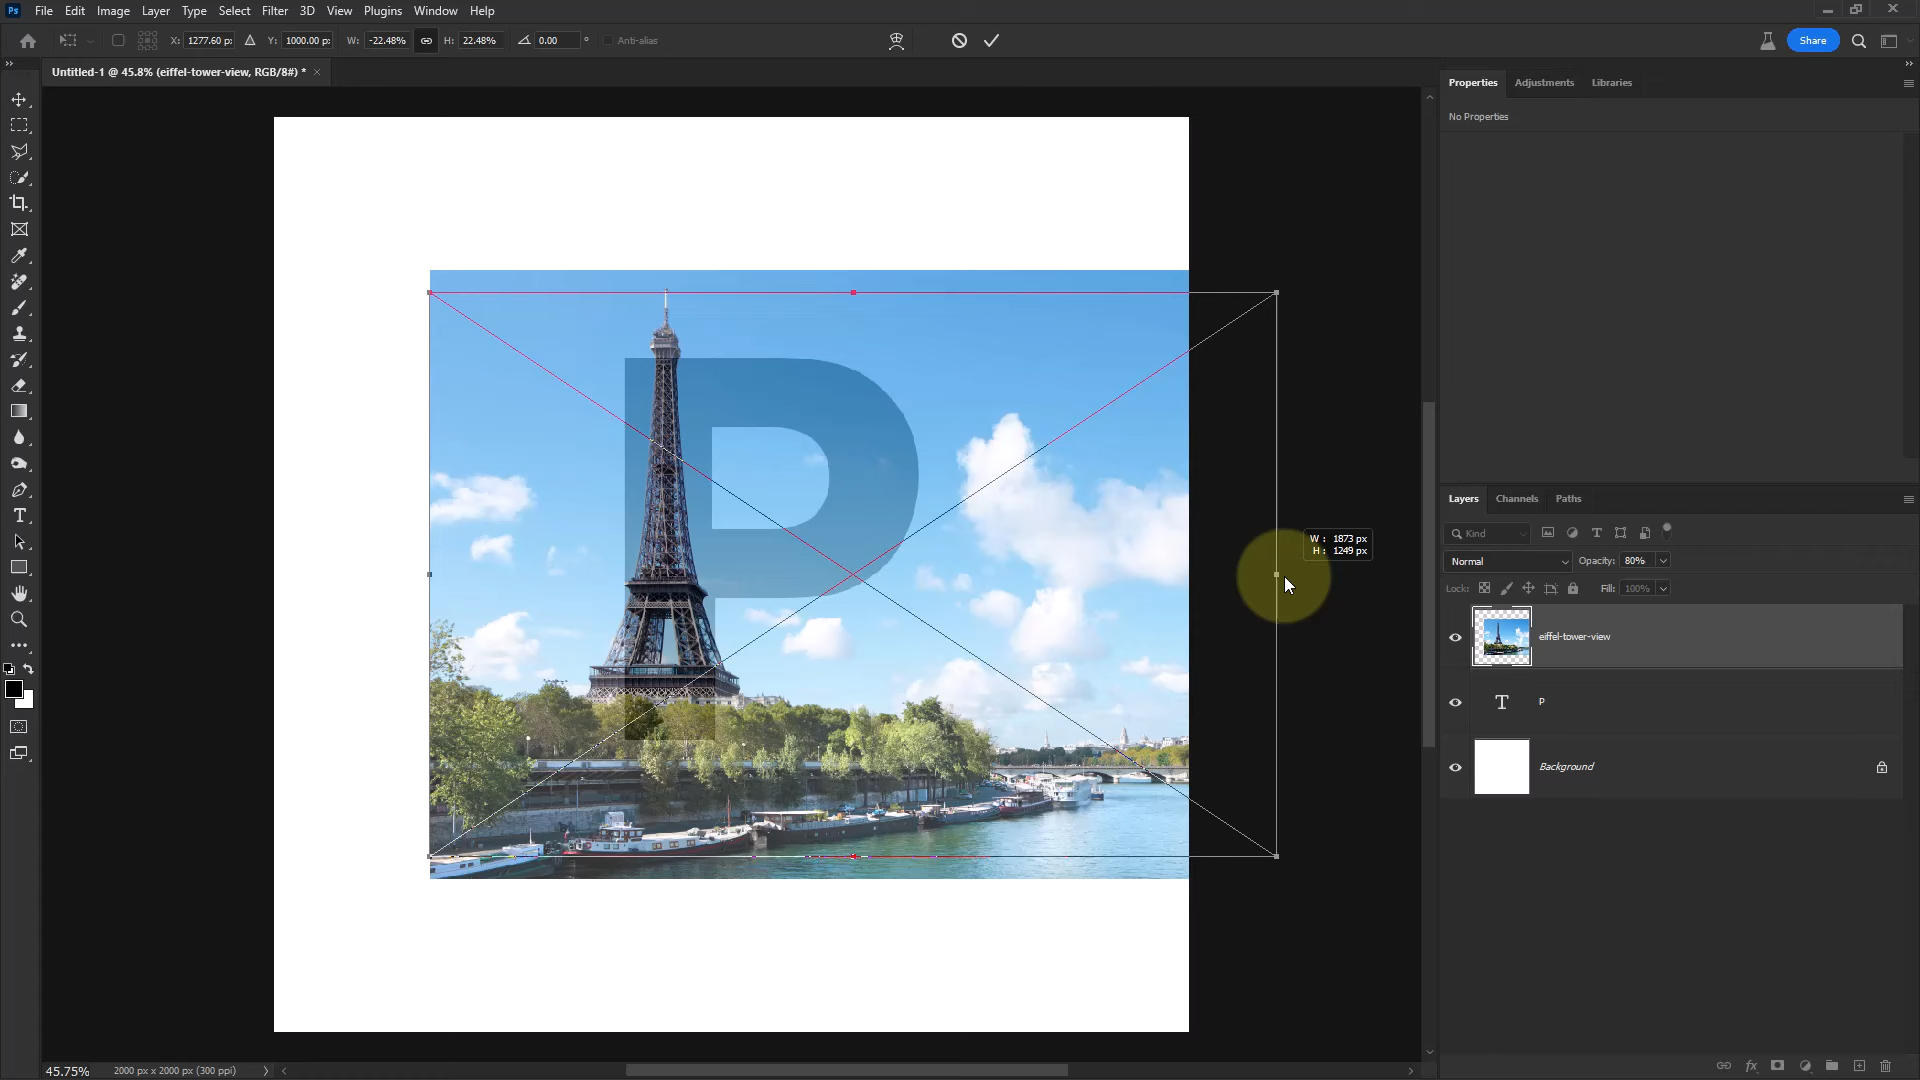 Ps File Edit Image Layer Type Select Filter 3D View Plugins Window Help
X: 1277.60 p: Y: 1000.00 p: W: -22.48% H: 22.48% 0.00 ° Anti-alias Share
Untitled-1 @ 45.8% (eiffel-tower-view, RGB/8#) * ×
Properties Adjustments Libraries
No Properties
P
W : 1873 px
H : 1249 px
Layers Channels Paths
Kind
Normal Opacity: 80%
Lock: Fill: 100%
eiffel-tower-view
T P
Background
45.75% 2000 px x 2000 px (300 ppi)
fx